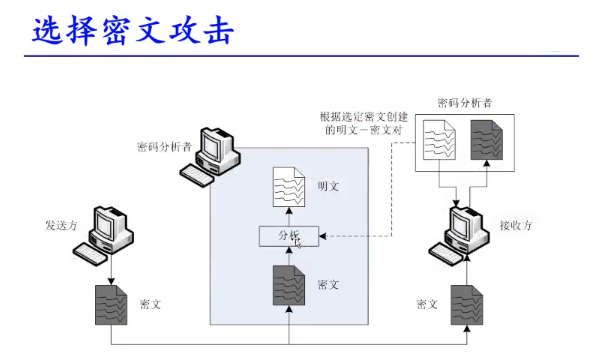 选择密文攻击
密码分析者
根据选定密文创建
的明文－密文对
密码分析者
明文
发送方
分析
接收方
密文
密文
密文